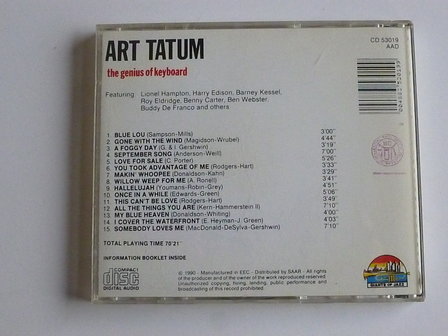 ART TATUM
the genius of keyboard
CD 53019
AAD
Featuring Lionel Hampton, Harry Edison, Barney Kessel,
Roy Eldridge, Benny Carter, Ben Webster
Buddy De Franco and others
1. BLUE LOU (Sampson-Mills) 3'00"
2. GONE WITH THE WIND (Magidson-Wrubel) 4'44"
3. A FOGGY DAY (G. & I. Gershwin) 3'19"
4. SEPTEMBER SONG (Anderson-Weill) 7'00"
5. LOVE FOR SALE (C. Porter) 5'26"
6. YOU TOOK ADVANTAGE OF ME (Rodgers-Hart) 3'33"
7. MAKIN' WHOOPEE (Donaldson-Kahn) 3'29"
8. WILLOW WEEP FOR ME (A. Ronell) 3'41"
9. HALLELUJAH (Youmans-Robin-Grey) 4'51"
10. ONCE IN A WHILE (Edwards-Green) 5'06"
11. THIS CAN'T BE LOVE (Rodgers-Hart) 3'49"
12. ALL THE THINGS YOU ARE (Kern-Hammerstein II) 7'10"
13. MY BLUE HEAVEN (Donaldson-Whiting) 4'00"
14. I COVER THE WATERFRONT (E. Heyman-J. Green) 4'03"
15. SOMEBODY LOVES ME (MacDonald-DeSylva-Gershwin) 7'10"
TOTAL PLAYING TIME 70'21"
INFORMATION BOOKLET INSIDE
COMPACT
disc
DIGITAL AUDIO
© 1990 - Manufactured in EEC - Distributed by SAAR - All rights
of the producer and of the owner of the recorded work reserved.
Unauthorized copying, hiring, lending, public performance and
broadcasting of this record prohibited.
GIANTS OF JAZZ